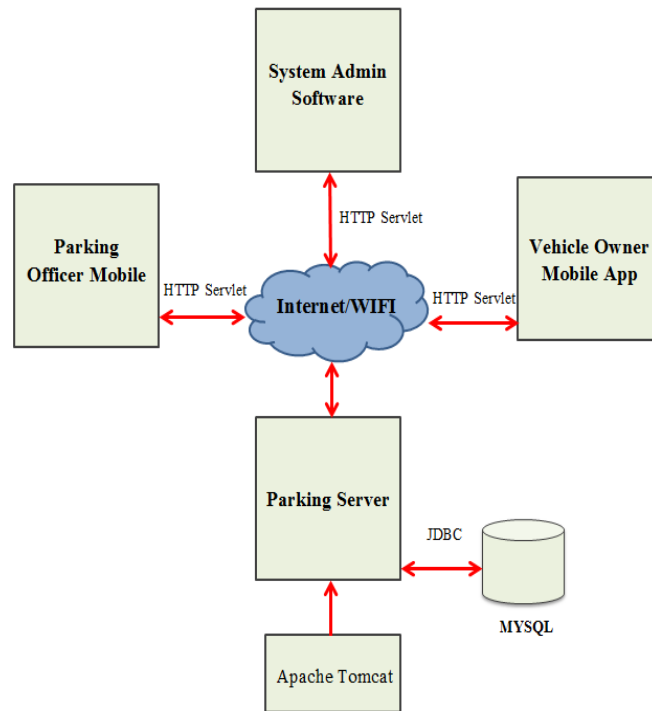 System Admin
Software
HTTP Servlet
Parking
Officer Mobile
HTTP Servlet
Internet/WIFI
HTTP Servlet
Vehicle Owner
Mobile App
Parking Server
JDBC
MYSQL
Apache Tomcat